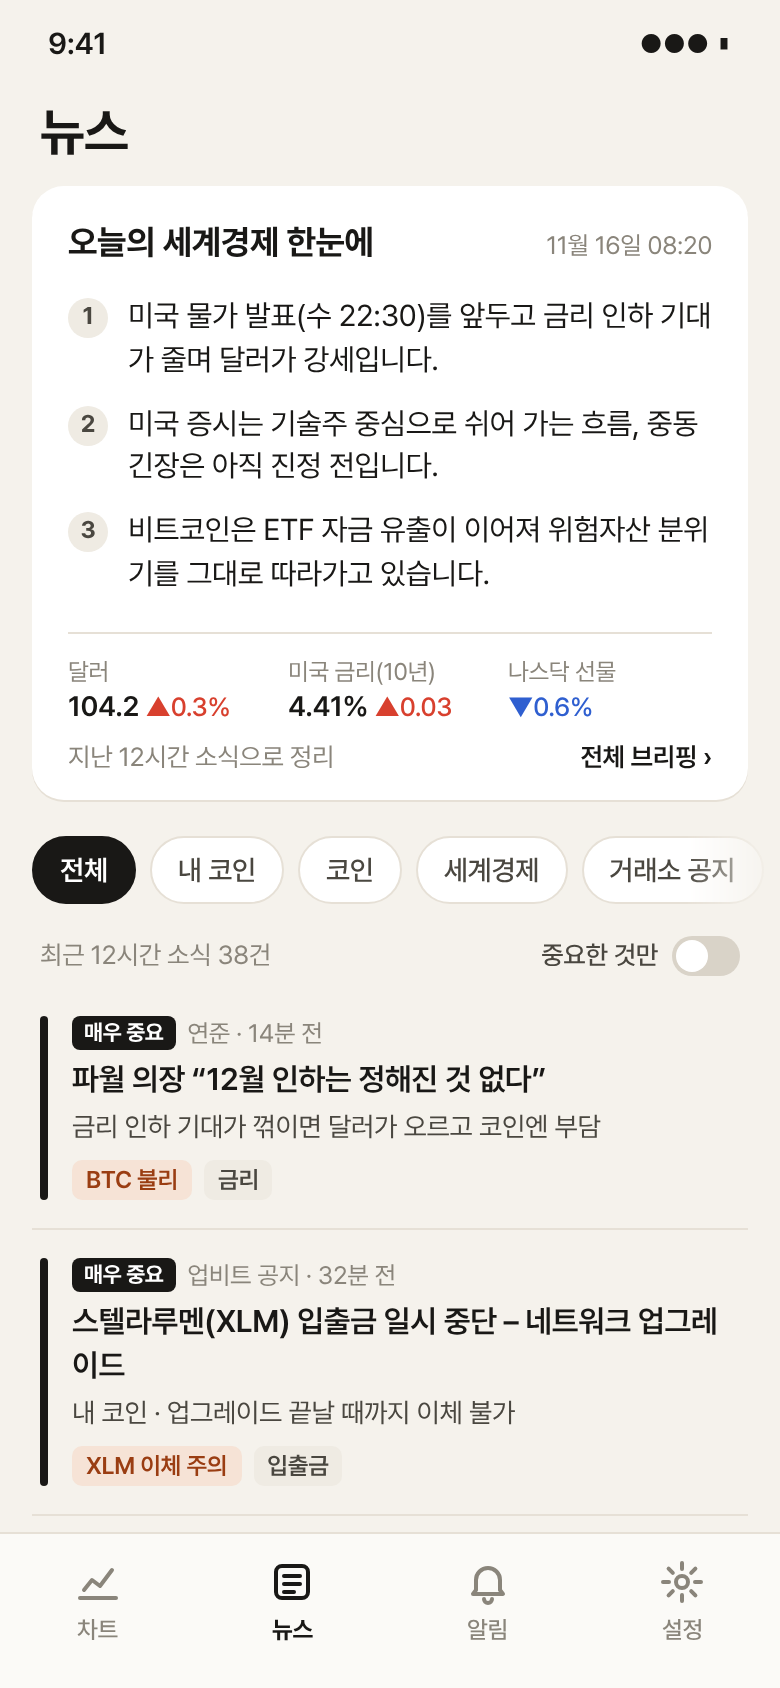 9:41
뉴스
오늘의 세계경제 한눈에
11월 16일 08:20
1
미국 물가 발표(수 22:30)를 앞두고 금리 인하 기대
가 줄며 달러가 강세입니다.
2
미국 증시는 기술주 중심으로 쉬어 가는 흐름, 중동
긴장은 아직 진정 전입니다.
3
비트코인은 ETF 자금 유출이 이어져 위험자산 분위
기를 그대로 따라가고 있습니다.
달러
미국 금리(10년)
나스닥 선물
104.2 ▲0.3%
4.41% ▲0.03
▼0.6%
지난 12시간 소식으로 정리
전체 브리핑 ›
전체
내 코인
코인
세계경제
거래소 공지
최근 12시간 소식 38건
중요한 것만
매우 중요 연준 · 14분 전
파월 의장 “12월 인하는 정해진 것 없다”
금리 인하 기대가 꺾이면 달러가 오르고 코인엔 부담
BTC 불리
금리
매우 중요 업비트 공지 · 32분 전
스텔라루멘(XLM) 입출금 일시 중단 – 네트워크 업그레
이드
내 코인 · 업그레이드 끝날 때까지 이체 불가
XLM 이체 주의
입출금
차트
뉴스
알림
설정